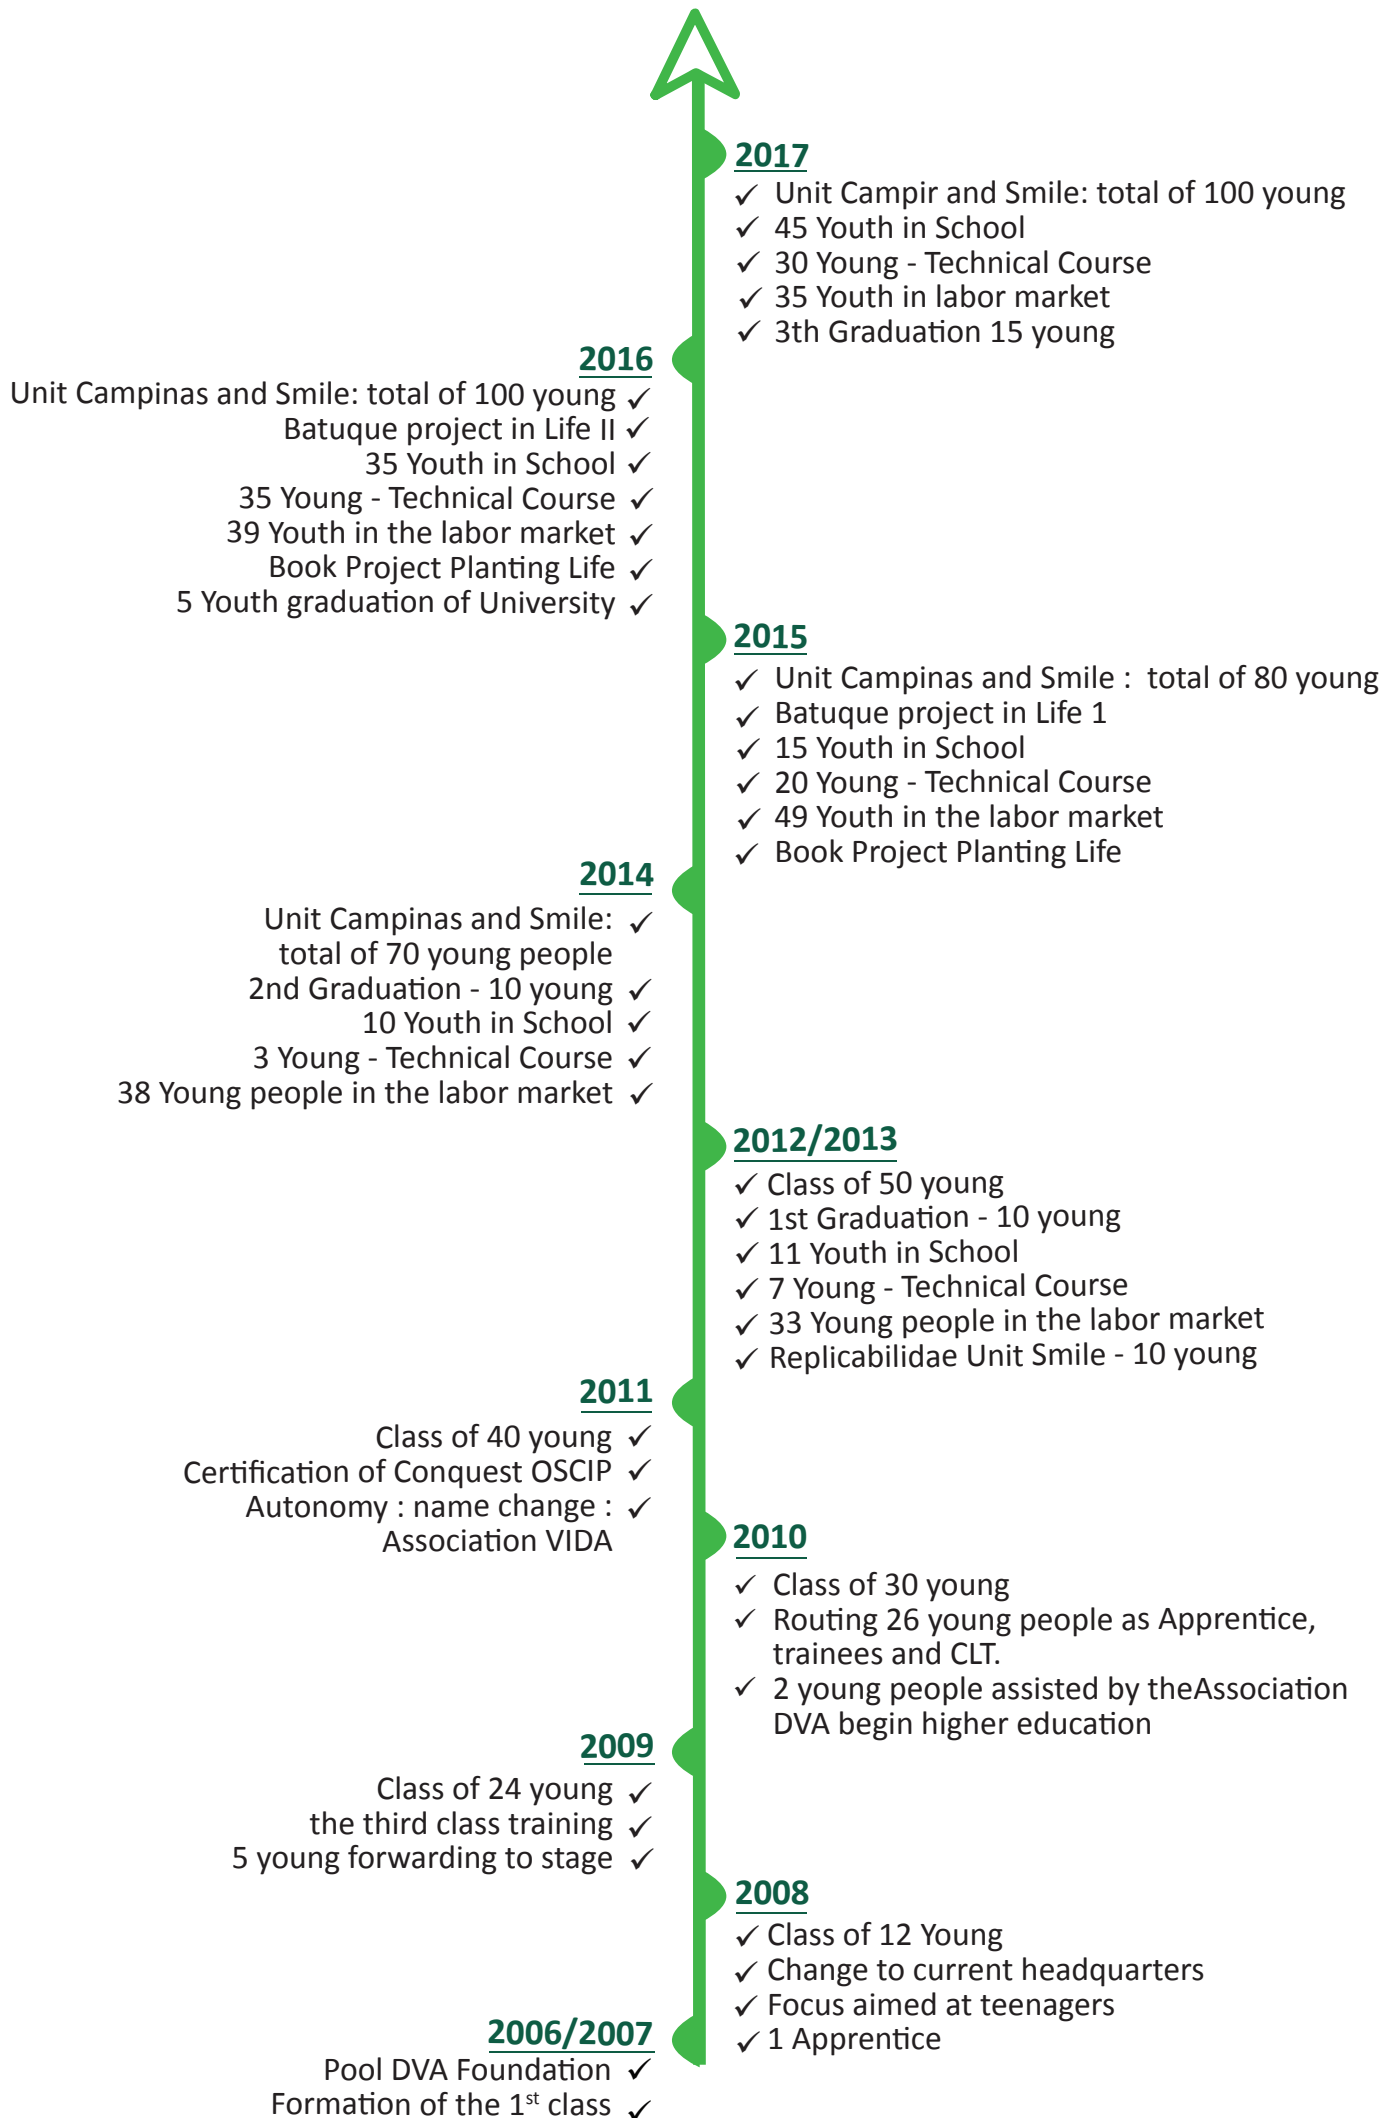 2017
✓ Unit Campir and Smile: total of 100 young
✓ 45 Youth in School
✓ 30 Young - Technical Course
✓ 35 Youth in labor market
✓ 3th Graduation 15 young
2016
Unit Campinas and Smile: total of 100 young ✓
Batuque project in Life II ✓
35 Youth in School ✓
35 Young - Technical Course ✓
39 Youth in the labor market ✓
Book Project Planting Life ✓
5 Youth graduation of University ✓
2015
✓ Unit Campinas and Smile : total of 80 young
✓ Batuque project in Life 1
✓ 15 Youth in School
✓ 20 Young - Technical Course
✓ 49 Youth in the labor market
✓ Book Project Planting Life
2014
Unit Campinas and Smile: ✓
total of 70 young people
2nd Graduation - 10 young ✓
10 Youth in School ✓
3 Young - Technical Course ✓
38 Young people in the labor market ✓
2012/2013
✓ Class of 50 young
✓ 1st Graduation - 10 young
✓ 11 Youth in School
✓ 7 Young - Technical Course
✓ 33 Young people in the labor market
✓ Replicabilidae Unit Smile - 10 young
2011
Class of 40 young ✓
Certification of Conquest OSCIP ✓
Autonomy : name change : ✓
Association VIDA
2010
✓ Class of 30 young
✓ Routing 26 young people as Apprentice,
trainees and CLT.
✓ 2 young people assisted by theAssociation
DVA begin higher education
2009
Class of 24 young ✓
the third class training ✓
5 young forwarding to stage ✓
2008
✓ Class of 12 Young
✓ Change to current headquarters
✓ Focus aimed at teenagers
✓ 1 Apprentice
2006/2007
Pool DVA Foundation ✓
Formation of the 1st class ✓